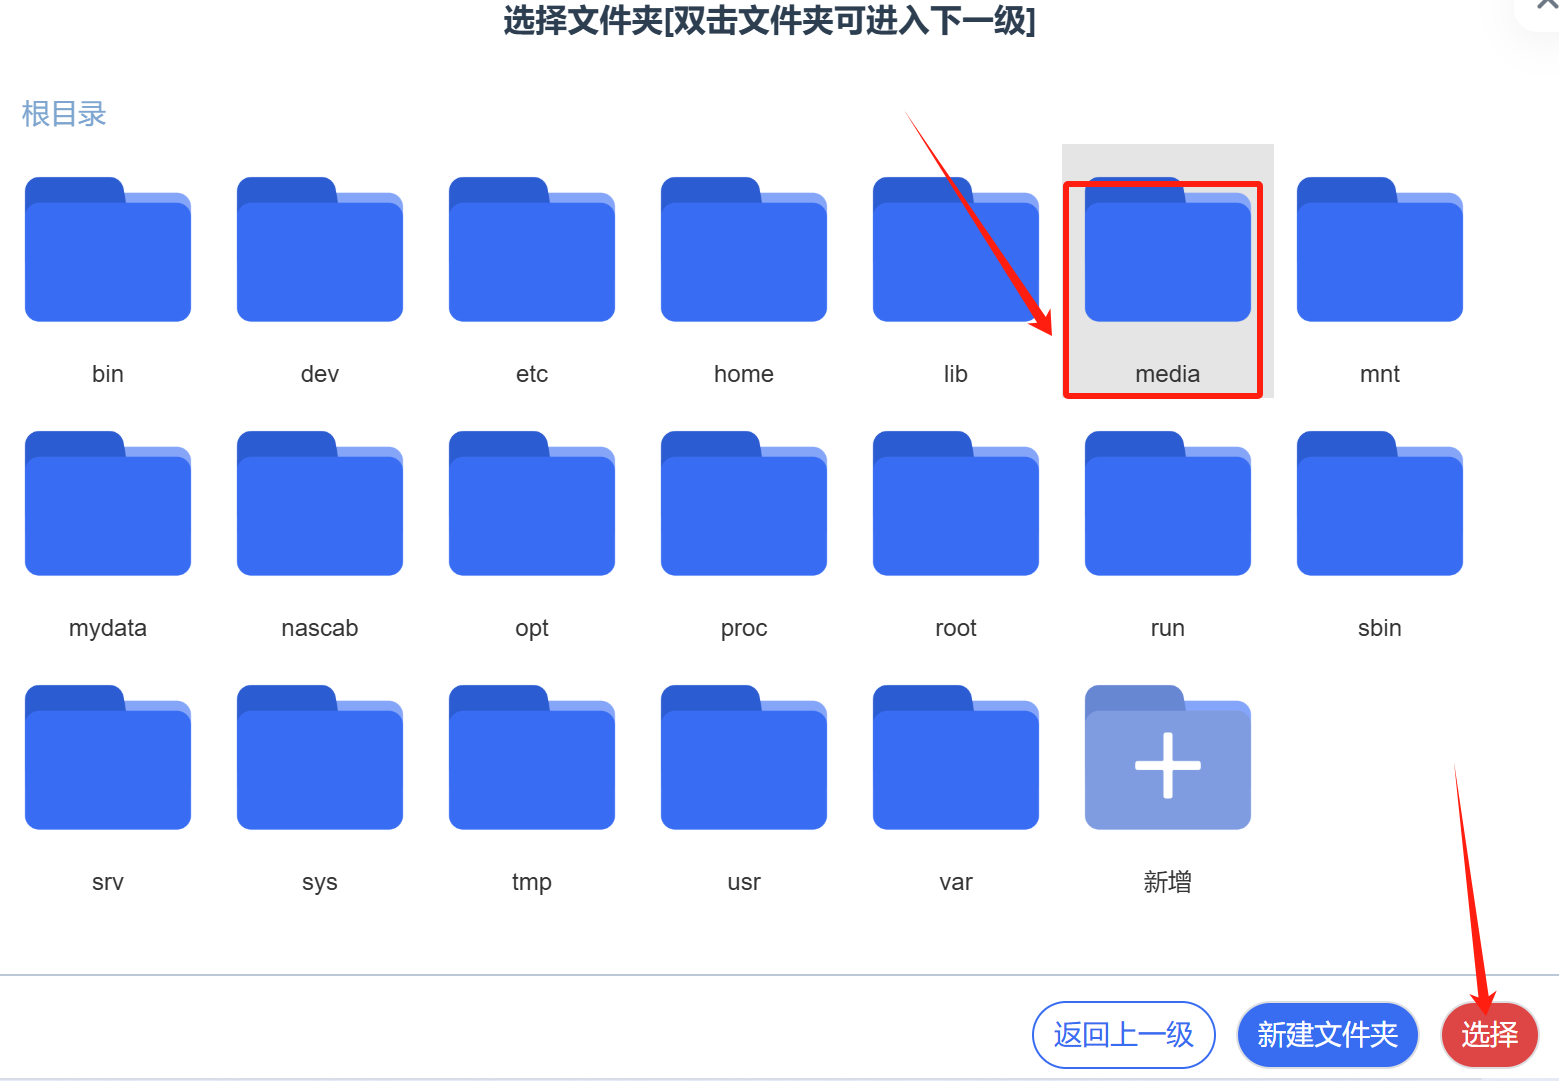 选择文件夹[双击文件夹可进入下一级]
根目录
bin
dev
etc
home
lib
media
mnt
mydata
nascab
opt
proc
root
run
sbin
srv
sys
tmp
usr
var
新增
返回上一级
新建文件夹
选择